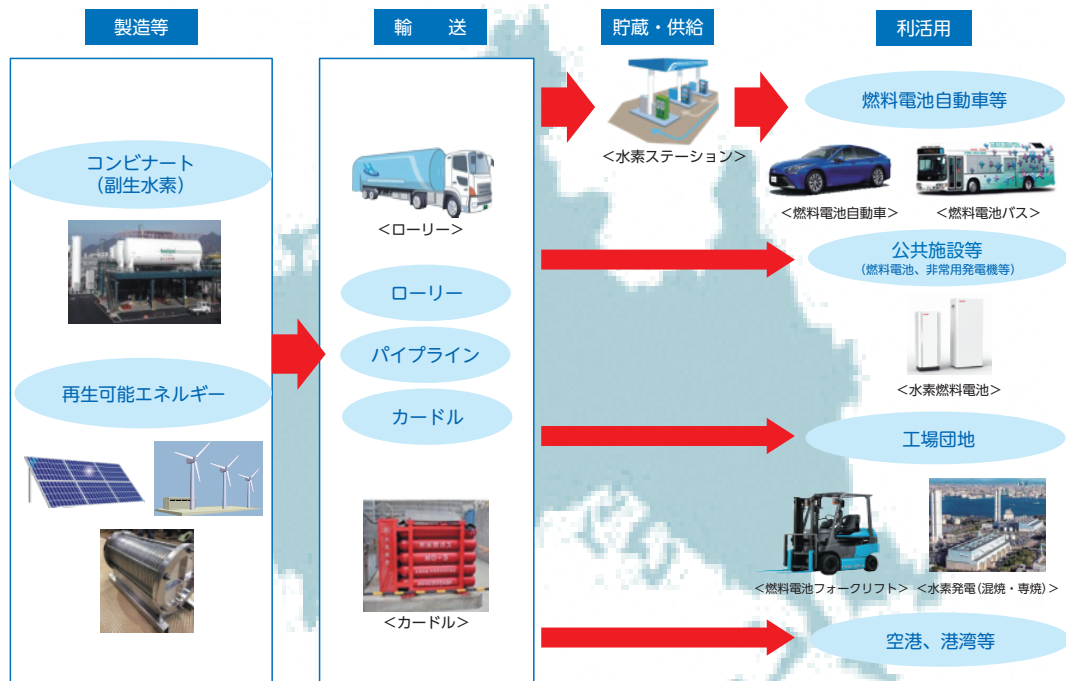 製造等
輸 送
貯蔵・供給
利活用
コンビナート
(副生水素)
再生可能エネルギー
<ローリー>
ローリー
パイプライン
カードル
<カードル>
<水素ステーション>
燃料電池自動車等
<燃料電池自動車>
<燃料電池バス>
公共施設等
(燃料電池、非常用発電機等)
<水素燃料電池>
工場団地
<燃料電池フォークリフト>
<水素発電(混焼・専焼)>
空港、港湾等